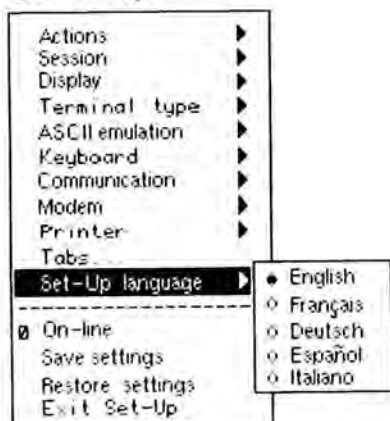 Actions
Session
Display
Terminal type
ASCII emulation
Keyboard
Communication
Modem
Printer
Tabs...
Set-Up language
English
Français
Deutsch
Español
Italiano
On-line
Save settings
Restore settings
Exit Set-Up